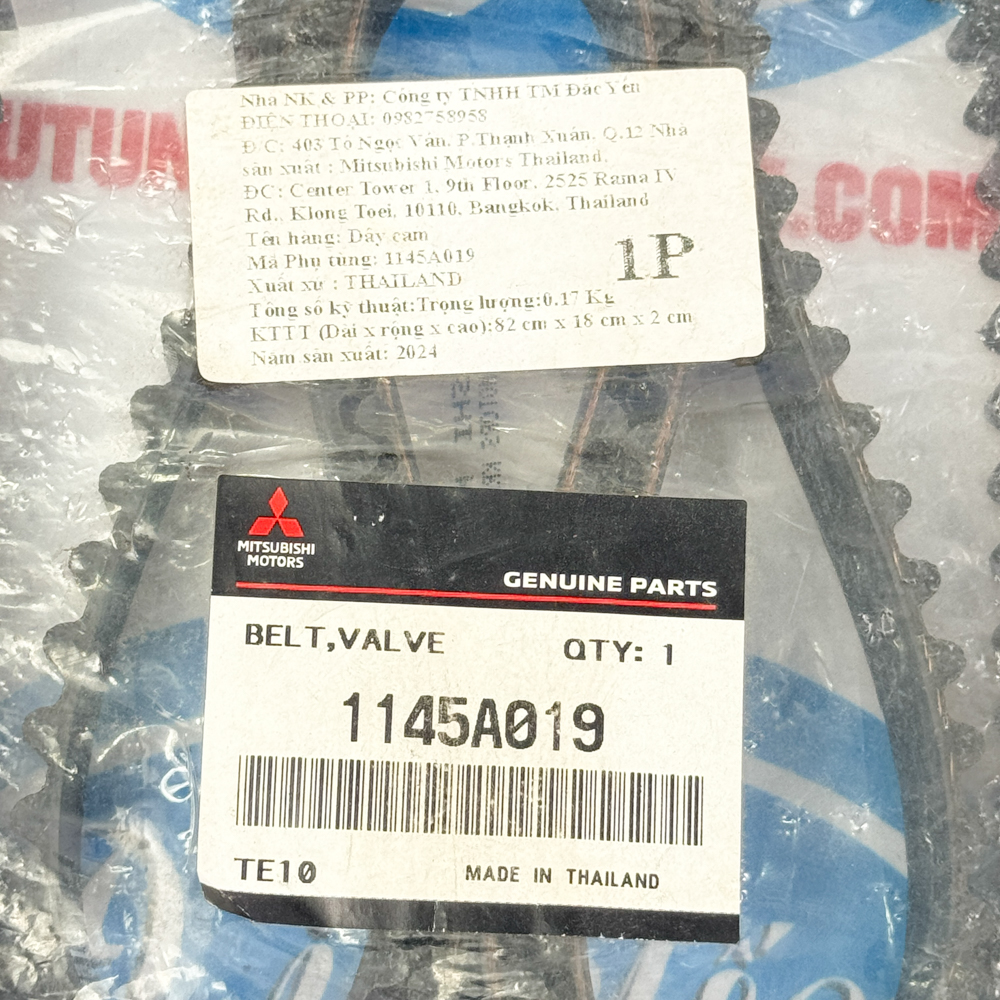 UTUN
.COM
Nhà NK & PP: Công ty TNHH TM Đắc Yến
ĐIỆN THOẠI: 0982758958
Đ/C: 403 Tô Ngọc Vân, P.Thạnh Xuân, Q.12 Nhà
sản xuất : Mitsubishi Motors Thailand,
ĐC: Center Tower 1, 9th Floor, 2525 Rama IV
Rd., Klong Toei, 10110, Bangkok, Thailand
Tên hàng: Dây cam
Mã Phụ tùng: 1145A019
1P
Xuất xứ : THAILAND
Tổng số kỹ thuật:Trọng lượng:0.17 Kg
KTTT (Dài x rộng x cao):82 cm x 18 cm x 2 cm
Năm sản xuất: 2024
MITSUBISHI
MOTORS
GENUINE PARTS
BELT,VALVE QTY: 1
1145A019
TE10 MADE IN THAILAND